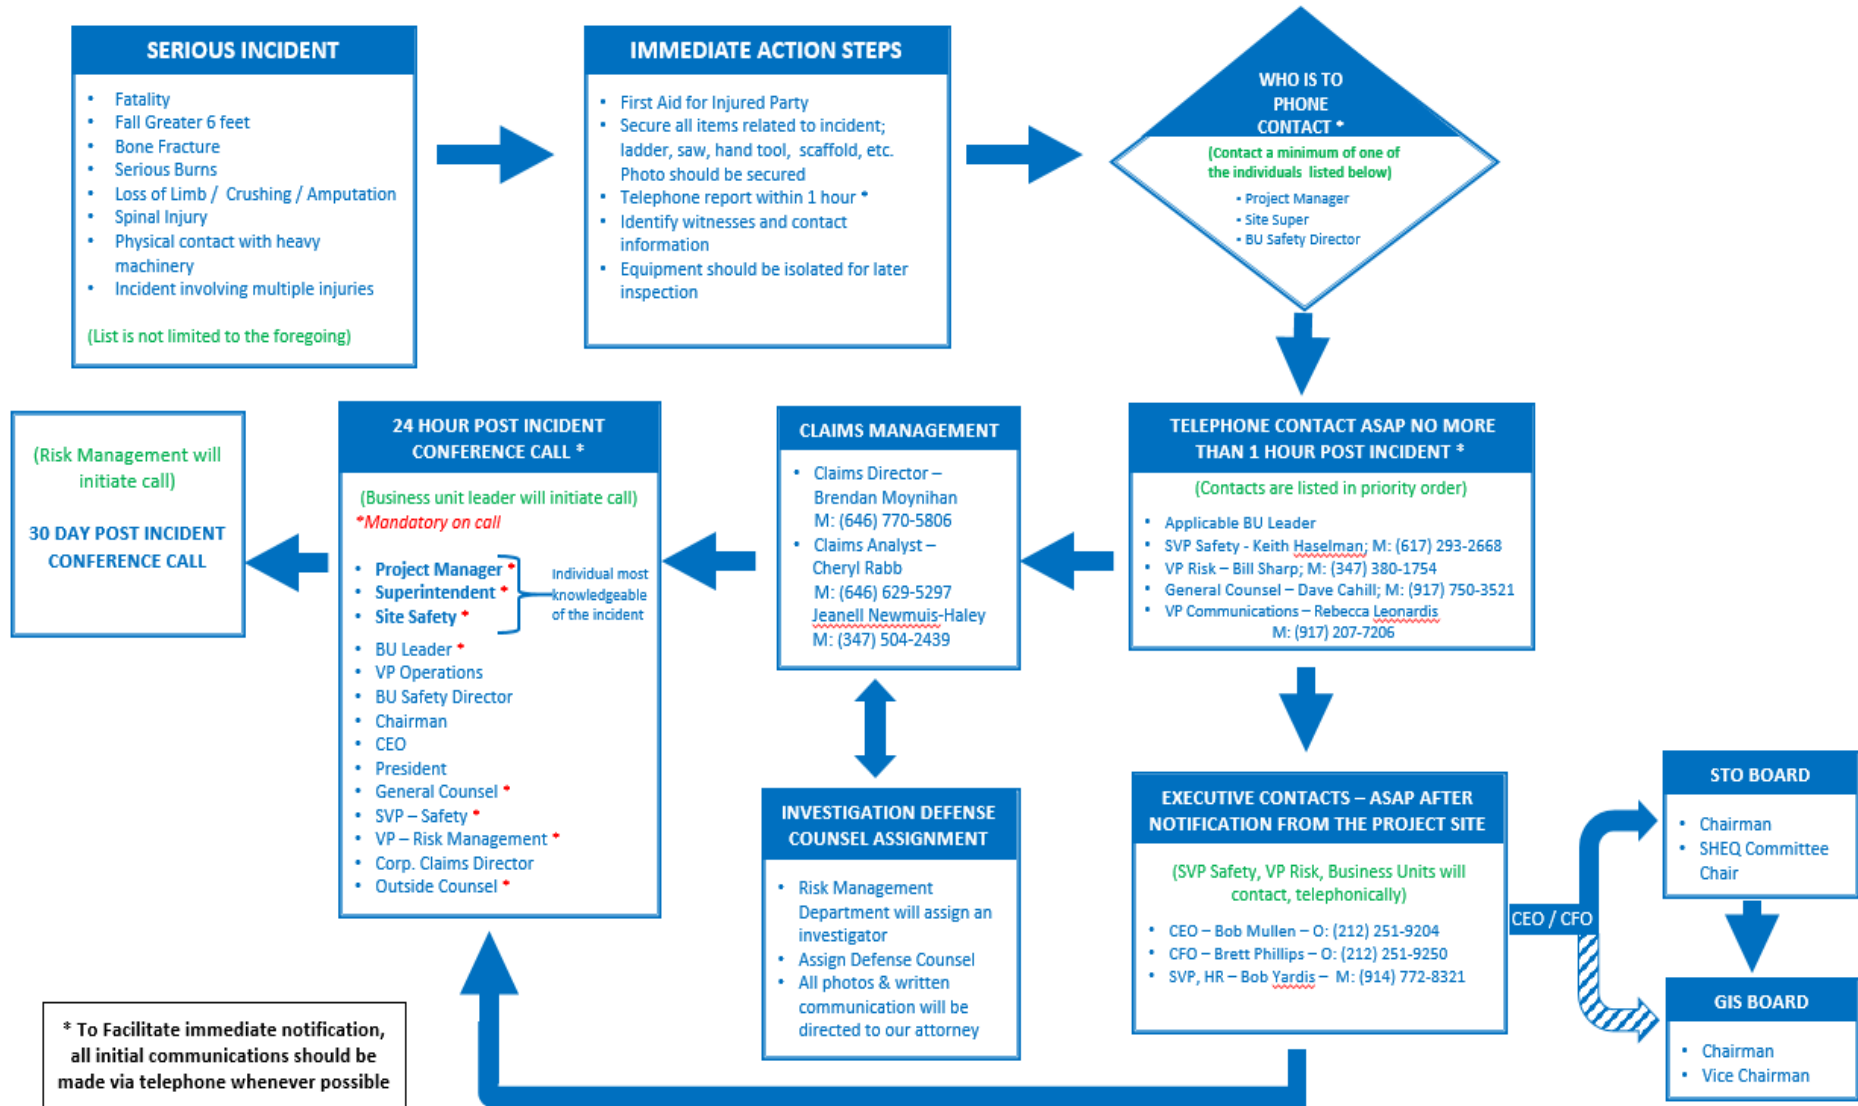 SERIOUS INCIDENT
• Fatality
• Fall Greater 6 feet
• Bone Fracture
• Serious Burns
• Loss of Limb / Crushing / Amputation
• Spinal Injury
• Physical contact with heavy
machinery
• Incident involving multiple injuries
(List is not limited to the foregoing)
IMMEDIATE ACTION STEPS
• First Aid for Injured Party
• Secure all items related to incident;
ladder, saw, hand tool, scaffold, etc.
Photo should be secured
• Telephone report within 1 hour *
• Identify witnesses and contact
information
• Equipment should be isolated for later
inspection
WHO IS TO
PHONE
CONTACT *
(Contact a minimum of one of
the individuals listed below)
▪ Project Manager
▪ Site Super
▪ BU Safety Director
TELEPHONE CONTACT ASAP NO MORE
THAN 1 HOUR POST INCIDENT *
(Contacts are listed in priority order)
• Applicable BU Leader
• SVP Safety - Keith Haselman; M: (617) 293-2668
• VP Risk – Bill Sharp; M: (347) 380-1754
• General Counsel – Dave Cahill; M: (917) 750-3521
• VP Communications – Rebecca Leonardis
M: (917) 207-7206
CLAIMS MANAGEMENT
• Claims Director –
Brendan Moynihan
M: (646) 770-5806
• Claims Analyst –
Cheryl Rabb
M: (646) 629-5297
Jeanell Newmuis-Haley
M: (347) 504-2439
24 HOUR POST INCIDENT
CONFERENCE CALL *
(Business unit leader will initiate call)
*Mandatory on call
• Project Manager *
• Superintendent *
• Site Safety *
Individual most
knowledgeable
of the incident
• BU Leader *
• VP Operations
• BU Safety Director
• Chairman
• CEO
• President
• General Counsel *
• SVP – Safety *
• VP – Risk Management *
• Corp. Claims Director
• Outside Counsel *
(Risk Management will
initiate call)
30 DAY POST INCIDENT
CONFERENCE CALL
INVESTIGATION DEFENSE
COUNSEL ASSIGNMENT
• Risk Management
Department will assign an
investigator
• Assign Defense Counsel
• All photos & written
communication will be
directed to our attorney
EXECUTIVE CONTACTS – ASAP AFTER
NOTIFICATION FROM THE PROJECT SITE
(SVP Safety, VP Risk, Business Units will
contact, telephonically)
• CEO – Bob Mullen – O: (212) 251-9204
• CFO – Brett Phillips – O: (212) 251-9250
• SVP, HR – Bob Yardis – M: (914) 772-8321
CEO / CFO
STO BOARD
• Chairman
• SHEQ Committee
Chair
GIS BOARD
• Chairman
• Vice Chairman
* To Facilitate immediate notification,
all initial communications should be
made via telephone whenever possible